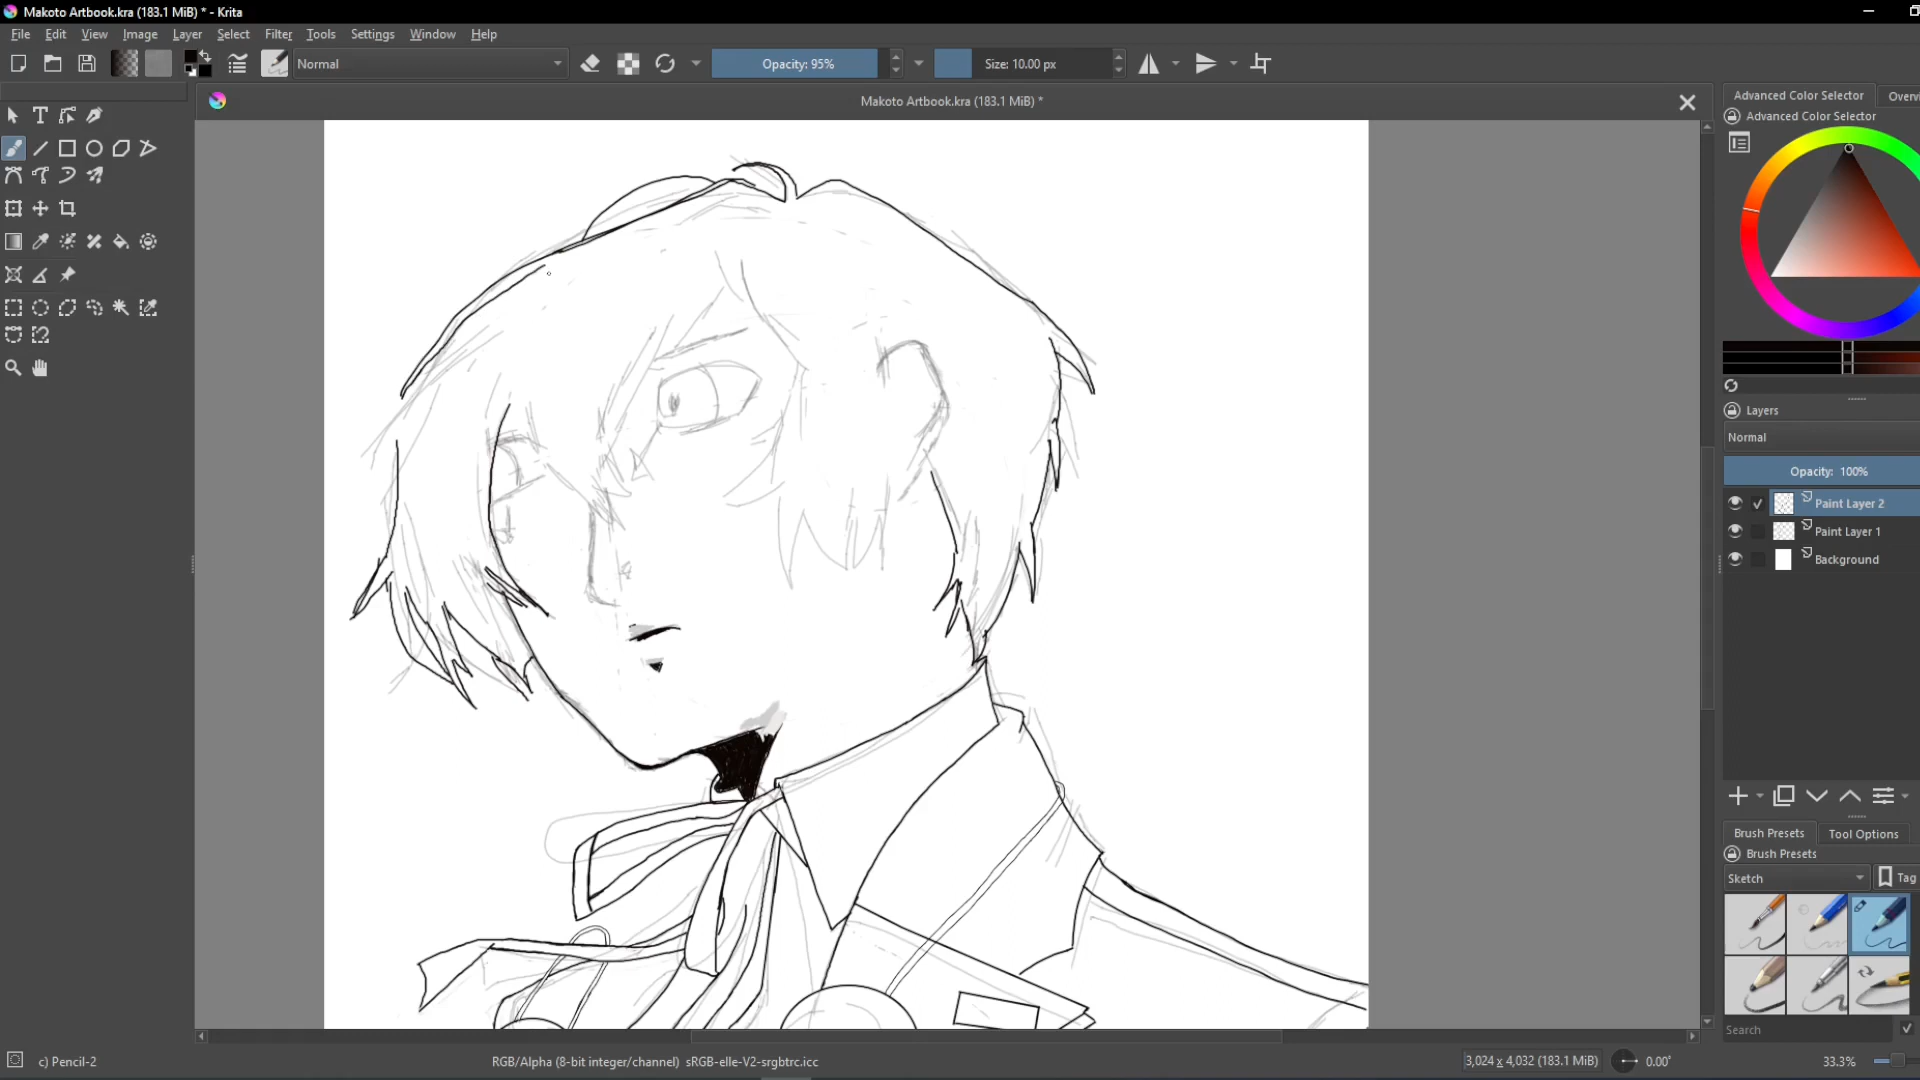 Makoto Artbook.kra (183.1 MiB) * - Krita
File Edit View Image Layer Select Filter Tools Settings Window Help
Normal
Opacity: 95%
Size: 10.00 px
Makoto Artbook.kra (183.1 MiB) *
Advanced Color Selector
Overvi
Advanced Color Selector
Layers
Normal
Opacity: 100%
Paint Layer 2
Paint Layer 1
Background
Brush Presets
Tool Options
Brush Presets
Sketch
Tag
Search
c) Pencil-2
RGB/Alpha (8-bit integer/channel) sRGB-elle-V2-srgbtrc.icc
3,024 x 4,032 (183.1 MiB)
0.00°
33.3%